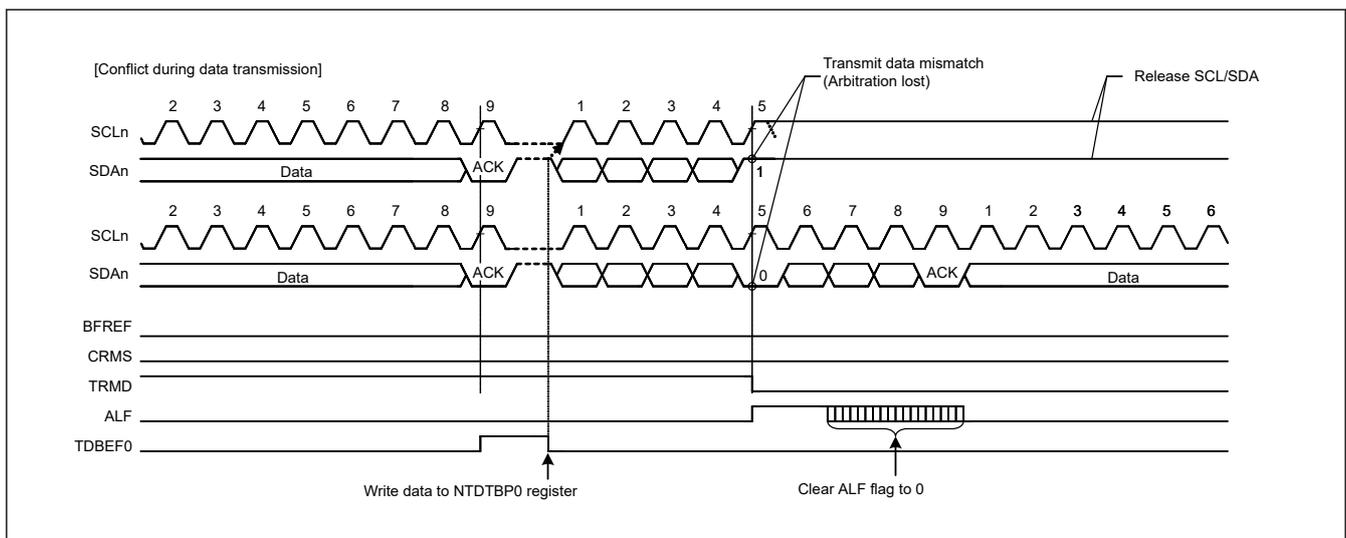 [Conflict during data transmission]
Transmit data mismatch
(Arbitration lost)
Release SCL/SDA
2 3 4 5 6 7 8 9 1 2 3 4 5
SCLn
SDAn Data ACK 1
2 3 4 5 6 7 8 9 1 2 3 4 5 6 7 8 9 1 2 3 4 5 6
SCLn
SDAn Data ACK 0 ACK Data
BFREF
CRMS
TRMD
ALF
TDBEF0
Write data to NTDTBP0 register
Clear ALF flag to 0